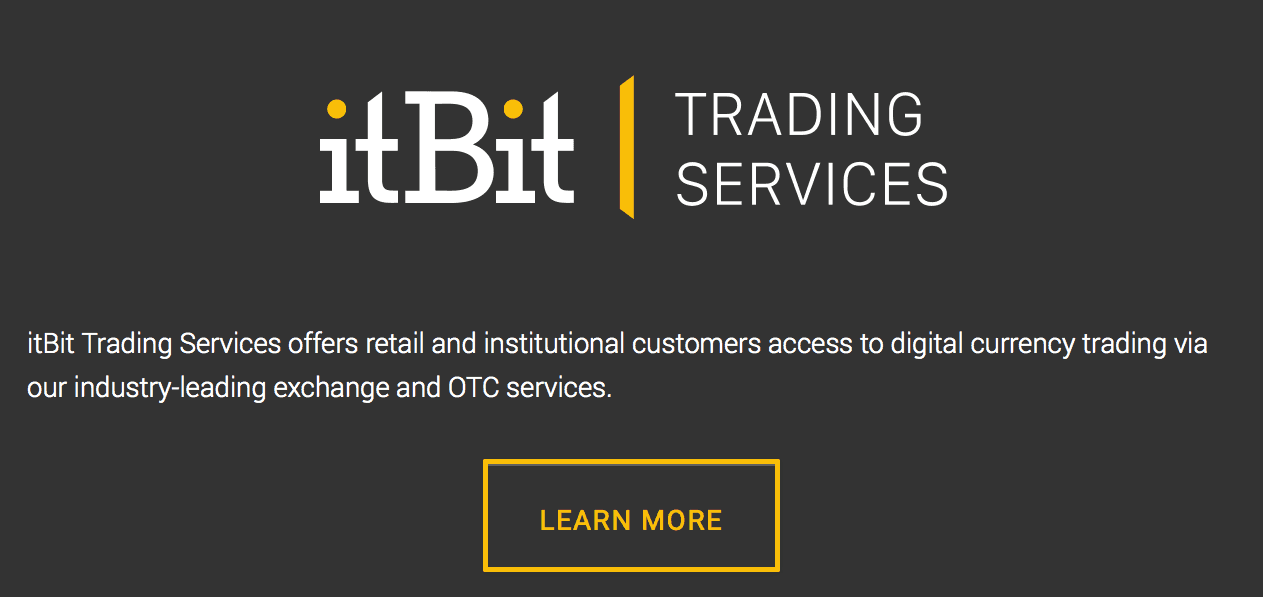 itBit
TRADING
SERVICES
itBit Trading Services offers retail and institutional customers access to digital currency trading via
our industry-leading exchange and OTC services.
LEARN MORE